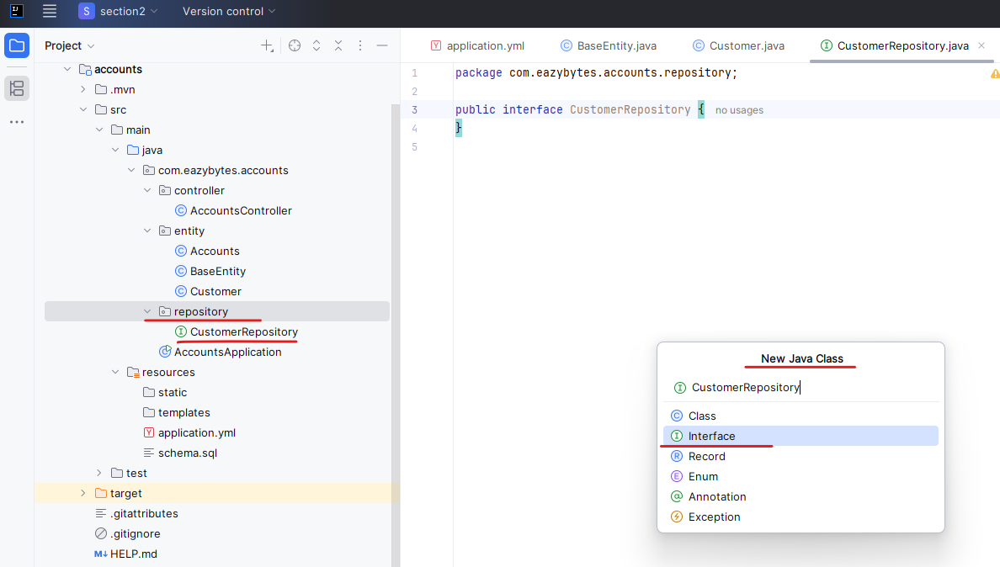 section2 Version control
Project
accounts
.mvn
src
main
java
com.eazybytes.accounts
controller
AccountsController
entity
Accounts
BaseEntity
Customer
repository
CustomerRepository
AccountsApplication
resources
static
templates
application.yml
schema.sql
test
target
.gitattributes
.gitignore
HELP.md
application.yml BaseEntity.java Customer.java CustomerRepository.java
1 package com.eazybytes.accounts.repository;
2
3 public interface CustomerRepository { no usages
4 }
5
New Java Class
CustomerRepository
Class
Interface
Record
Enum
Annotation
Exception